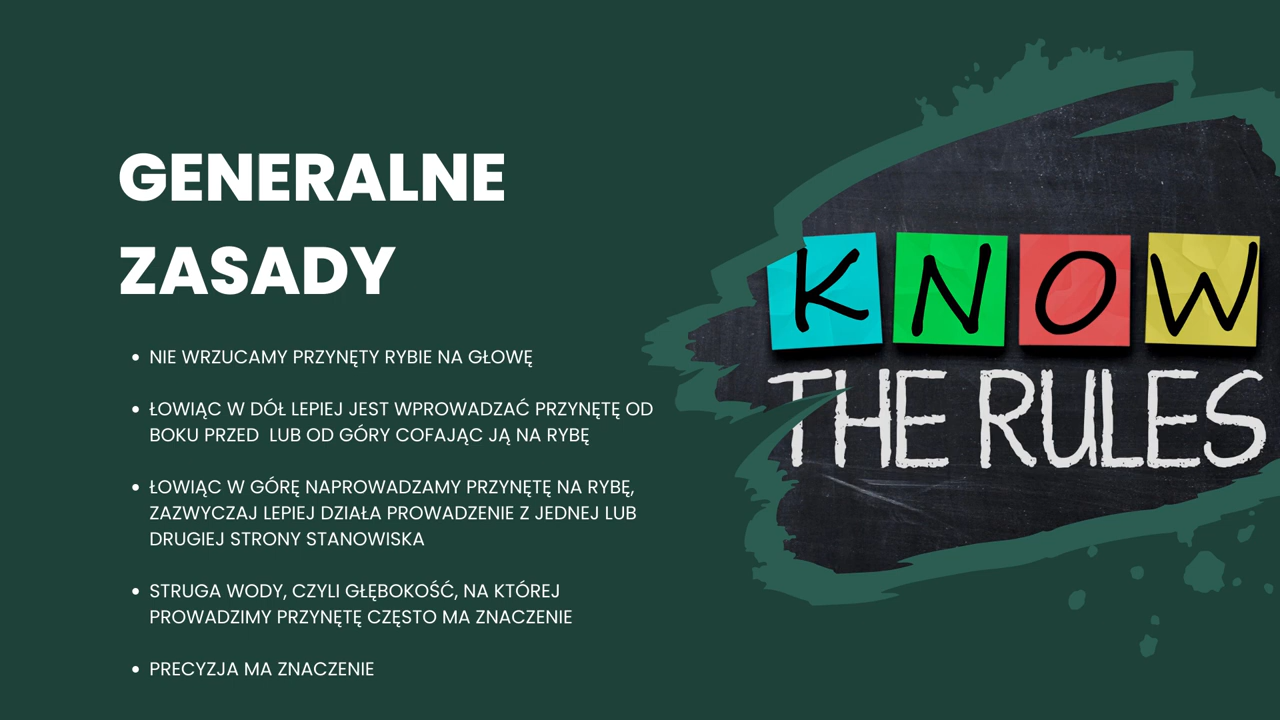 GENERALNE
ZASADY
• NIE WRZUCAMY PRZYNĘTY RYBIE NA GŁOWĘ
• ŁOWIĄC W DÓŁ LEPIEJ JEST WPROWADZAĆ PRZYNĘTĘ OD
BOKU PRZED  LUB OD GÓRY COFAJĄC JĄ NA RYBĘ
• ŁOWIĄC W GÓRĘ NAPROWADZAMY PRZYNĘTĘ NA RYBĘ,
ZAZWYCZAJ LEPIEJ DZIAŁA PROWADZENIE Z JEDNEJ LUB
DRUGIEJ STRONY STANOWISKA
• STRUGA WODY, CZYLI GŁĘBOKOŚĆ, NA KTÓREJ
PROWADZIMY PRZYNĘTĘ CZĘSTO MA ZNACZENIE
• PRECYZJA MA ZNACZENIE
KNOW
THE RULES